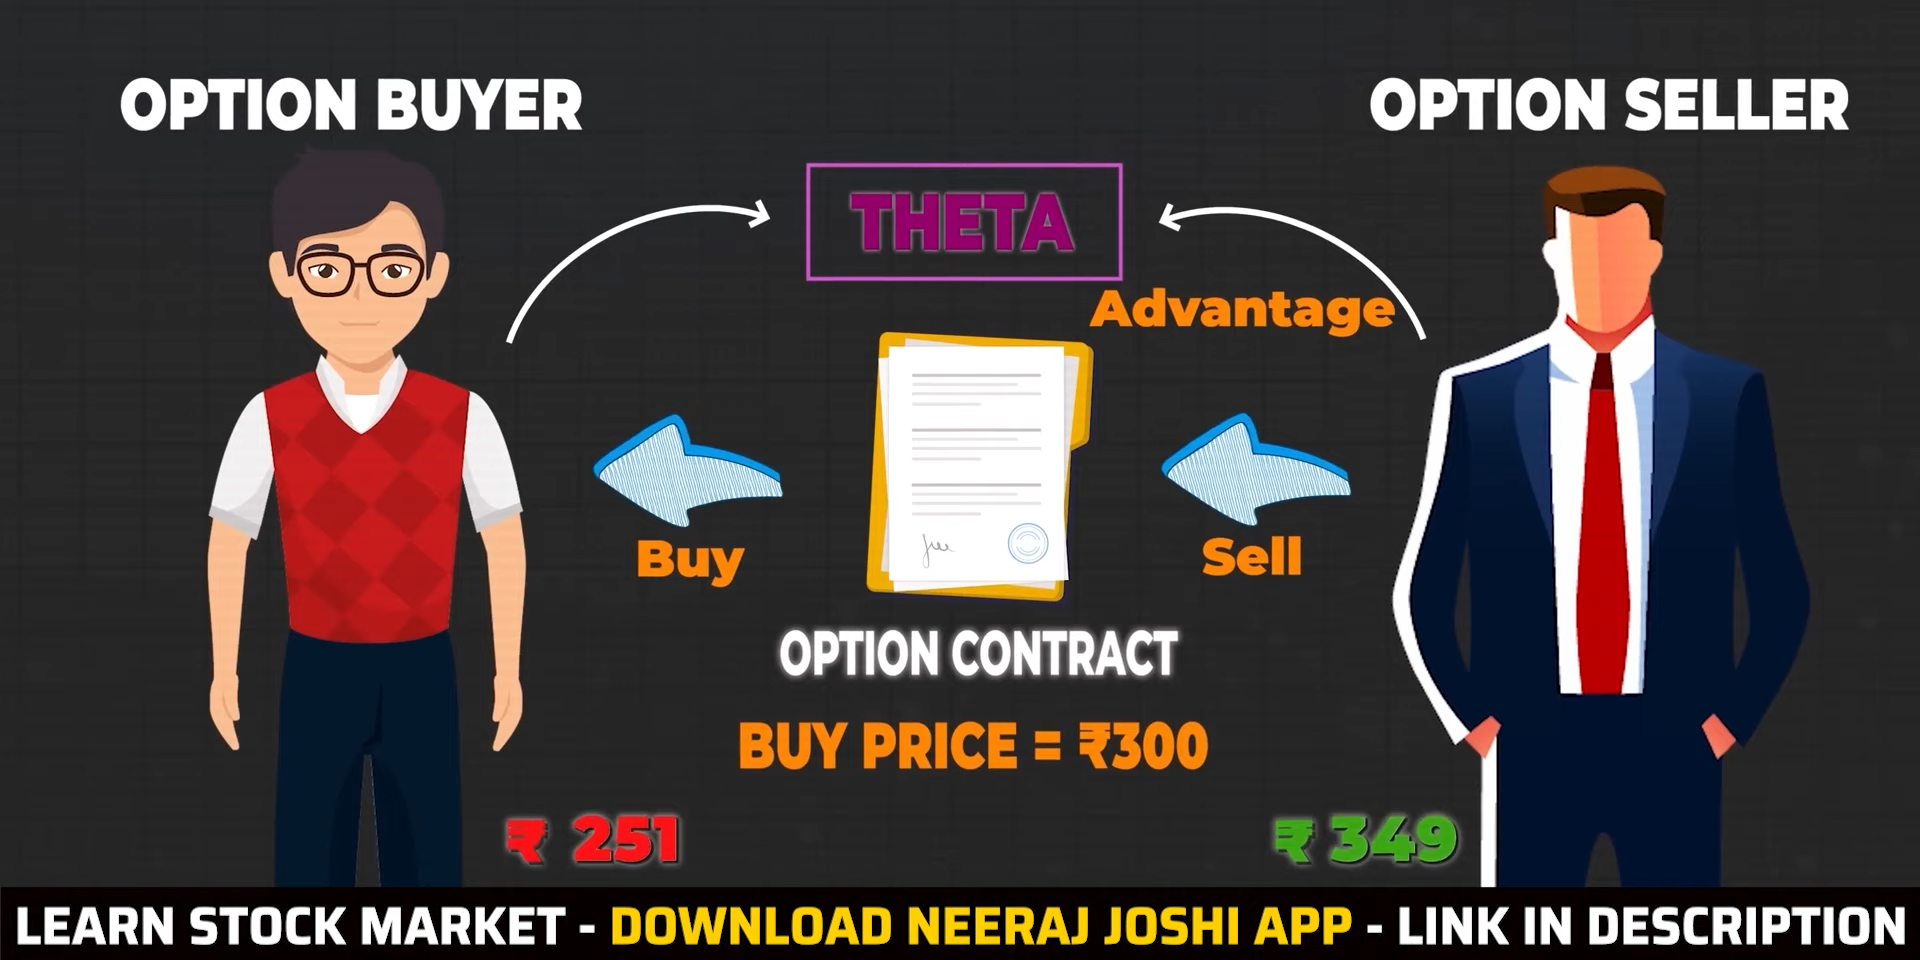 OPTION BUYER
OPTION SELLER
THETA
Advantage
Buy
Sell
OPTION CONTRACT
BUY PRICE = ₹300
₹ 251
₹ 349
LEARN STOCK MARKET - DOWNLOAD NEERAJ JOSHI APP - LINK IN DESCRIPTION